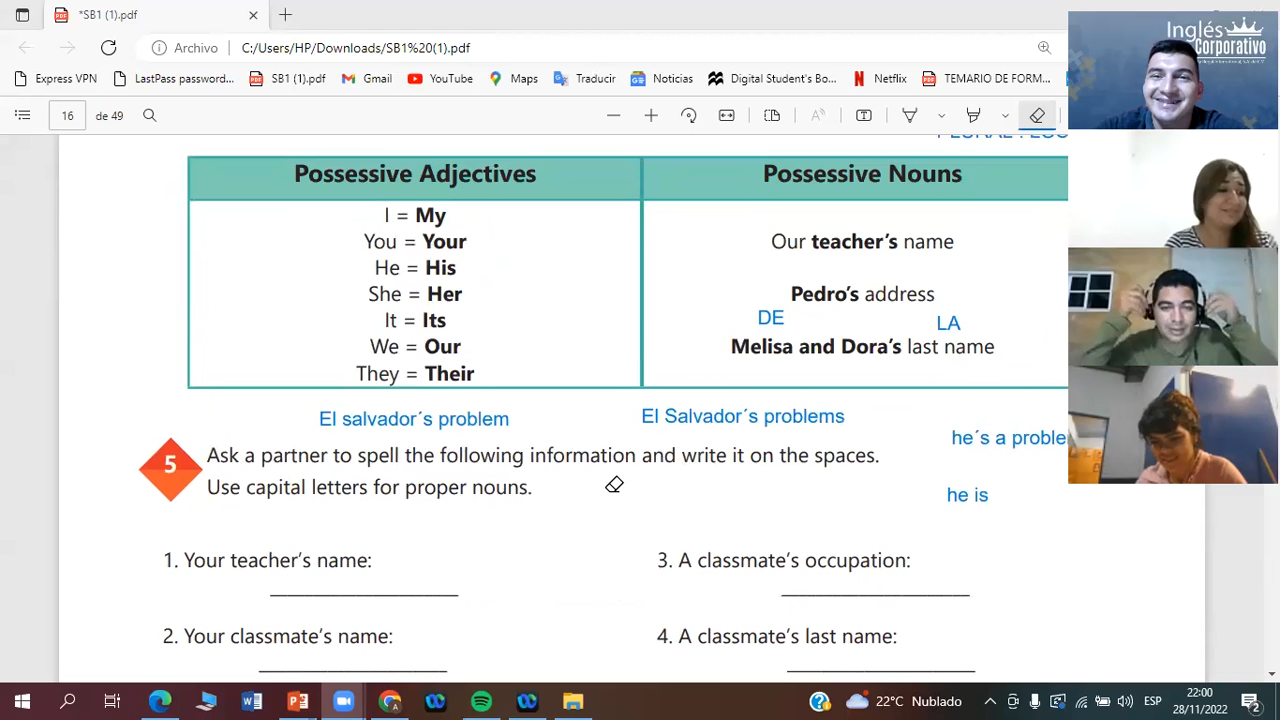 *SB1 (1).pdf
Archivo
C:/Users/HP/Downloads/SB1%20(1).pdf
Inglés
Corporativo
Express VPN
LastPass password...
SB1 (1).pdf
Gmail
YouTube
Maps
Traducir
Noticias
Digital Student's Bo...
Netflix
TEMARIO DE FORM...
16
de 49
Possessive Adjectives
Possessive Nouns
I = My
You = Your
He = His
She = Her
It = Its
We = Our
They = Their
Our teacher's name
Pedro's address
DE
LA
Melisa and Dora's last name
El salvador´s problem
El Salvador´s problems
he´s a proble
5
Ask a partner to spell the following information and write it on the spaces.
Use capital letters for proper nouns.
he is
1. Your teacher's name:
3. A classmate's occupation:
2. Your classmate's name:
4. A classmate's last name:
22°C Nublado
ESP
22:00
28/11/2022
2